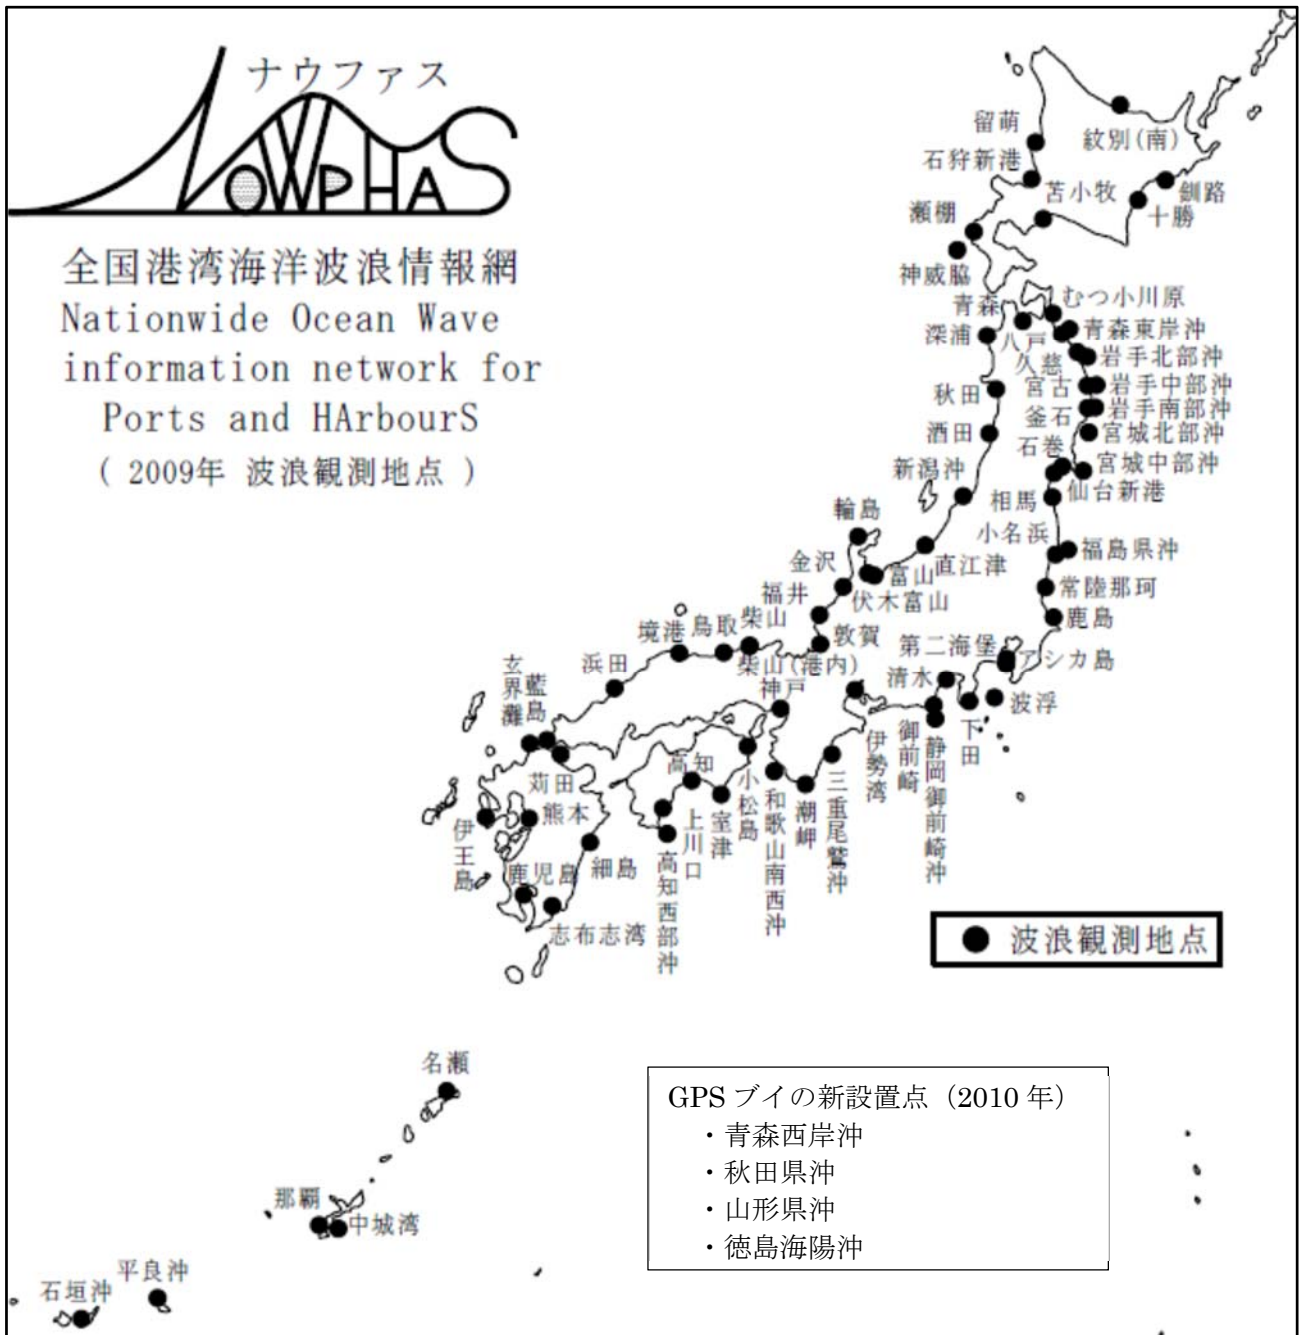 ナウファス
NOWPHAS
全国港湾海洋波浪情報網
Nationwide Ocean Wave
information network for
Ports and HArbourS
( 2009年 波浪観測地点 )
紋別(南)
留萌
石狩新港
苫小牧
釧路
十勝
瀬棚
神威脇
青森
むつ小川原
深浦
八戸
青森東岸沖
久慈
岩手北部沖
秋田
宮古
岩手中部沖
釜石
岩手南部沖
酒田
宮城北部沖
石巻
宮城中部沖
新潟沖
仙台新港
相馬
輪島
小名浜
福島県沖
金沢
直江津
富山
伏木富山
常陸那珂
福井
鹿島
柴山
鳥取
境港
敦賀
第二海堡
アシカ島
柴山(港内)
浜田
清水
神戸
波浮
玄界灘
藍島
下田
伊勢湾
御前崎
静岡御前崎沖
苅田
高知
小松島
三重尾鷲沖
熊本
和歌山南西沖
潮岬
室津
上川口
伊王島
細島
高知西部沖
鹿児島
志布志湾
● 波浪観測地点
名瀬
那覇
中城湾
平良沖
石垣沖
GPS ブイの新設置点（2010 年）
・青森西岸沖
・秋田県沖
・山形県沖
・徳島海陽沖